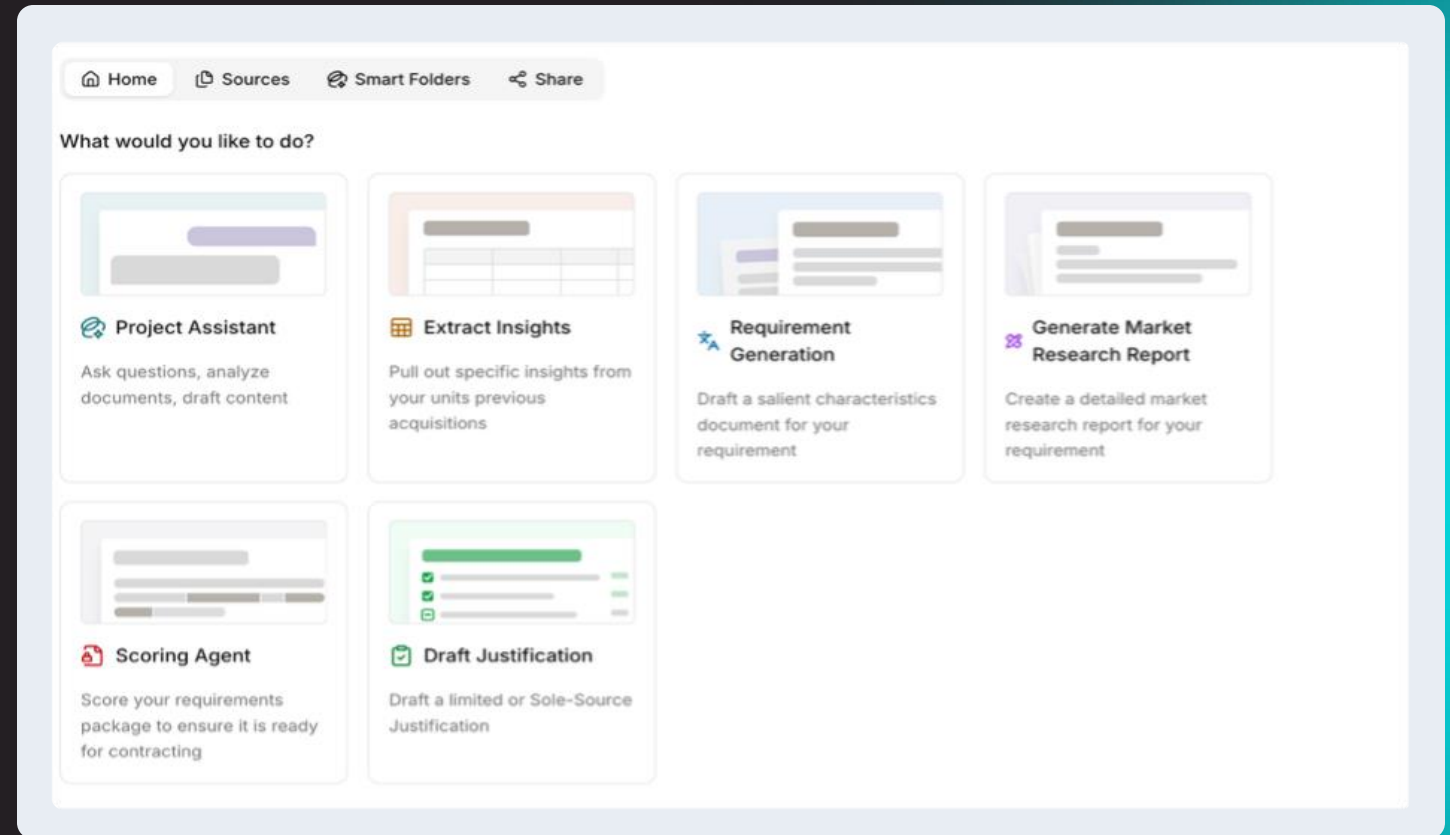 Home
Sources
Smart Folders
Share
What would you like to do?
Project Assistant
Ask questions, analyze
documents, draft content
Extract Insights
Pull out specific insights from
your units previous
acquisitions
Requirement
Generation
Draft a salient characteristics
document for your
requirement
Generate Market
Research Report
Create a detailed market
research report for your
requirement
Scoring Agent
Score your requirements
package to ensure it is ready
for contracting
Draft Justification
Draft a limited or Sole-Source
Justification